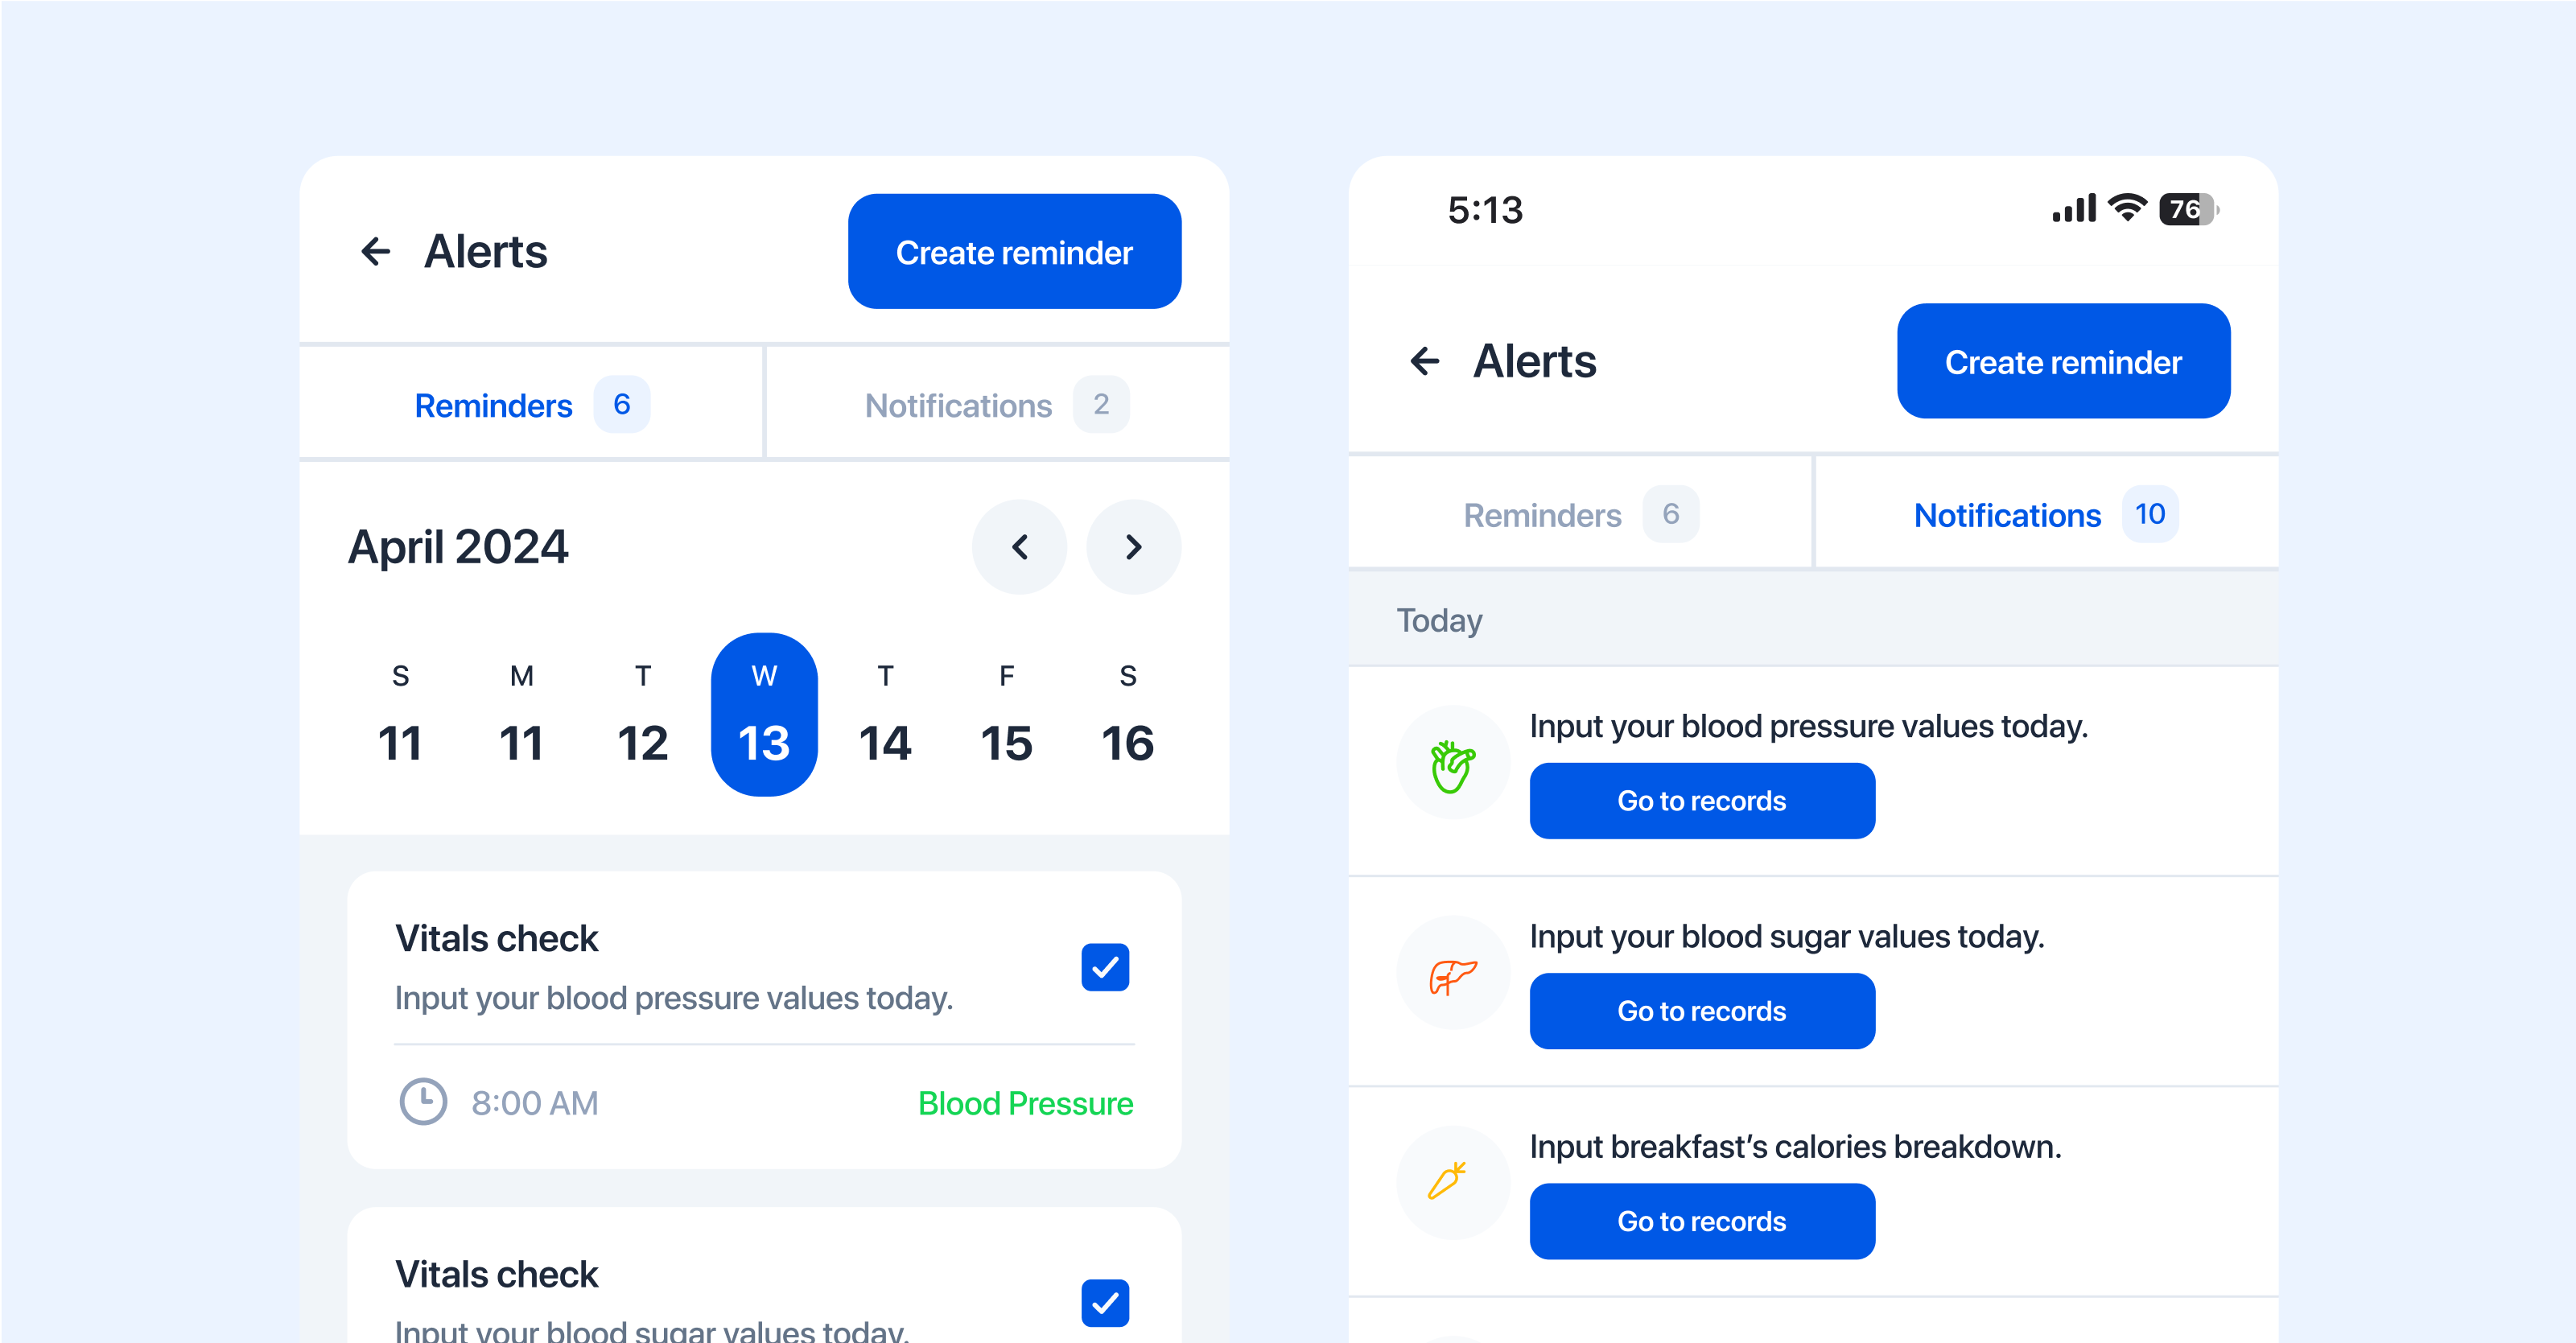 Alerts
Create reminder
Reminders 6
Notifications 2
April 2024
S M T W T F S
11 11 12 13 14 15 16
Vitals check
Input your blood pressure values today.
8:00 AM
Blood Pressure
Vitals check
Input your blood sugar values today.
5:13
76
Alerts
Create reminder
Reminders 6
Notifications 10
Today
Input your blood pressure values today.
Go to records
Input your blood sugar values today.
Go to records
Input breakfast’s calories breakdown.
Go to records